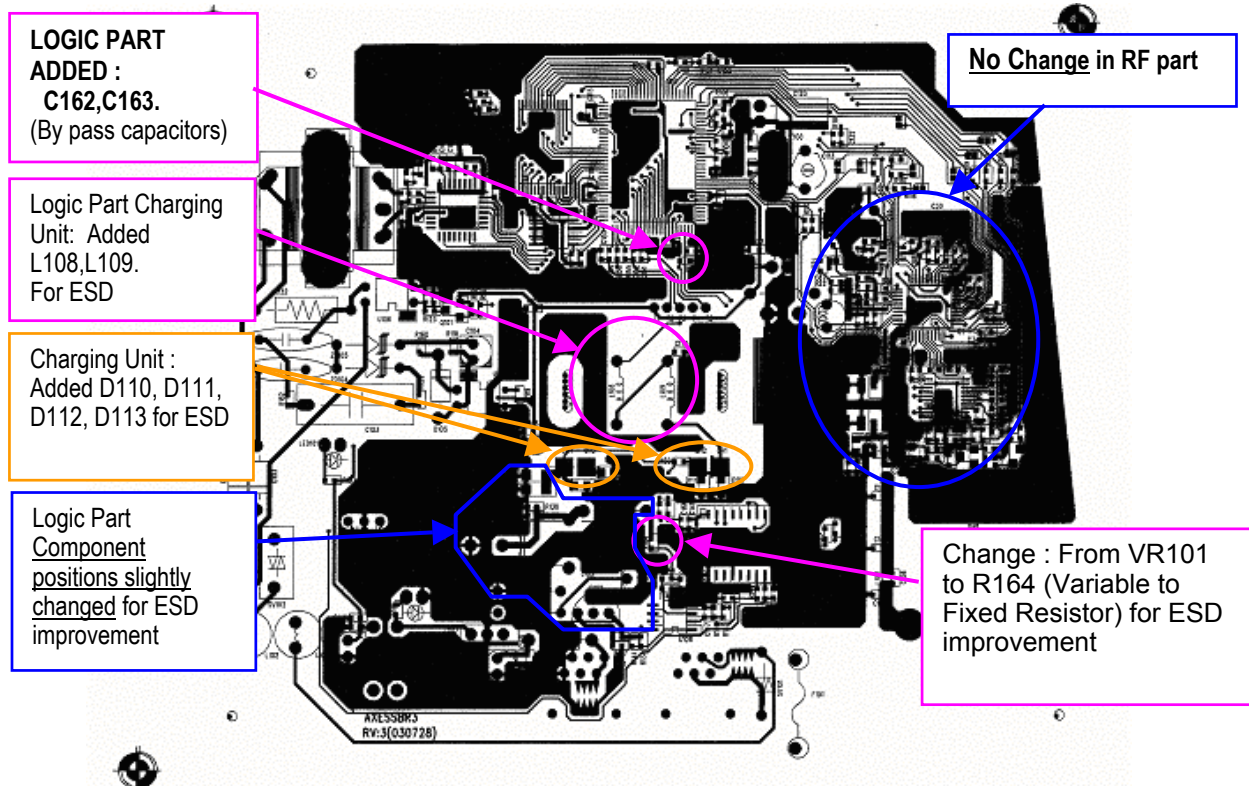 LOGIC PART
ADDED :
C162,C163.
(By pass capacitors)
Logic Part Charging
Unit: Added
L108,L109.
For ESD
Charging Unit :
Added D110, D111,
D112, D113 for ESD
Logic Part
Component
positions slightly
changed for ESD
improvement
No Change in RF part
Change : From VR101
to R164 (Variable to
Fixed Resistor) for ESD
improvement
AXESSBR3
RV:3(030728)